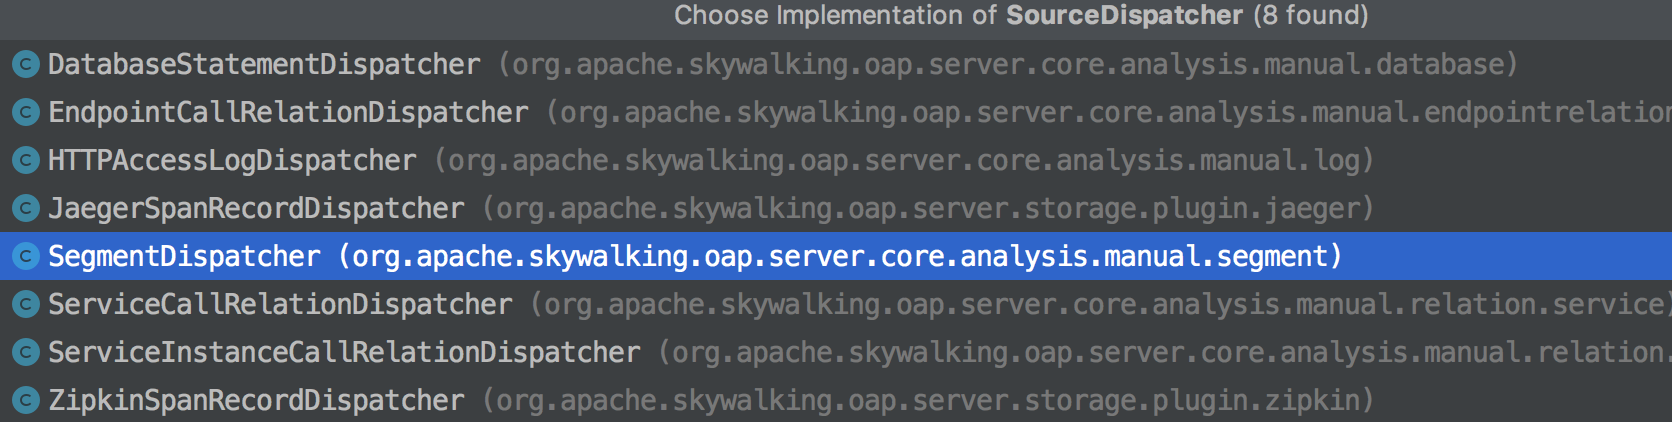 Choose Implementation of SourceDispatcher (8 found)
DatabaseStatementDispatcher (org.apache.skywalking.oap.server.core.analysis.manual.database)
EndpointCallRelationDispatcher (org.apache.skywalking.oap.server.core.analysis.manual.endpointrelation
HTTPAccessLogDispatcher (org.apache.skywalking.oap.server.core.analysis.manual.log)
JaegerSpanRecordDispatcher (org.apache.skywalking.oap.server.storage.plugin.jaeger)
SegmentDispatcher (org.apache.skywalking.oap.server.core.analysis.manual.segment)
ServiceCallRelationDispatcher (org.apache.skywalking.oap.server.core.analysis.manual.relation.service)
ServiceInstanceCallRelationDispatcher (org.apache.skywalking.oap.server.core.analysis.manual.relation.
ZipkinSpanRecordDispatcher (org.apache.skywalking.oap.server.storage.plugin.zipkin)